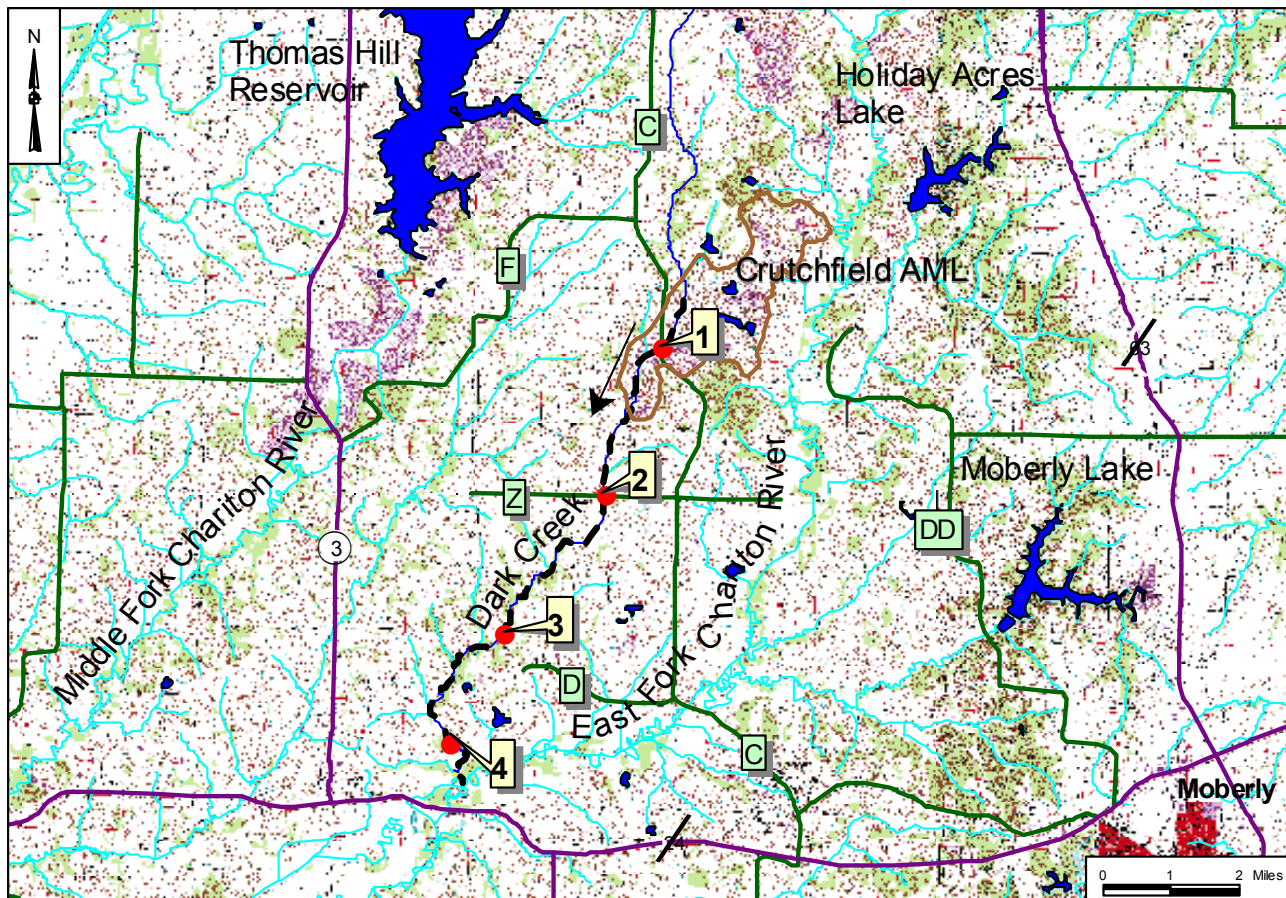 N
Thomas Hill
Reservoir
Holiday Acres
Lake
C
F
Crutchfield AML
1
63
Middle Fork Chariton River
2
Z
Moberly Lake
DD
3
Dark Creek
East Fork Chariton River
3
D
4
C
Moberly
24
0 1 2 Miles